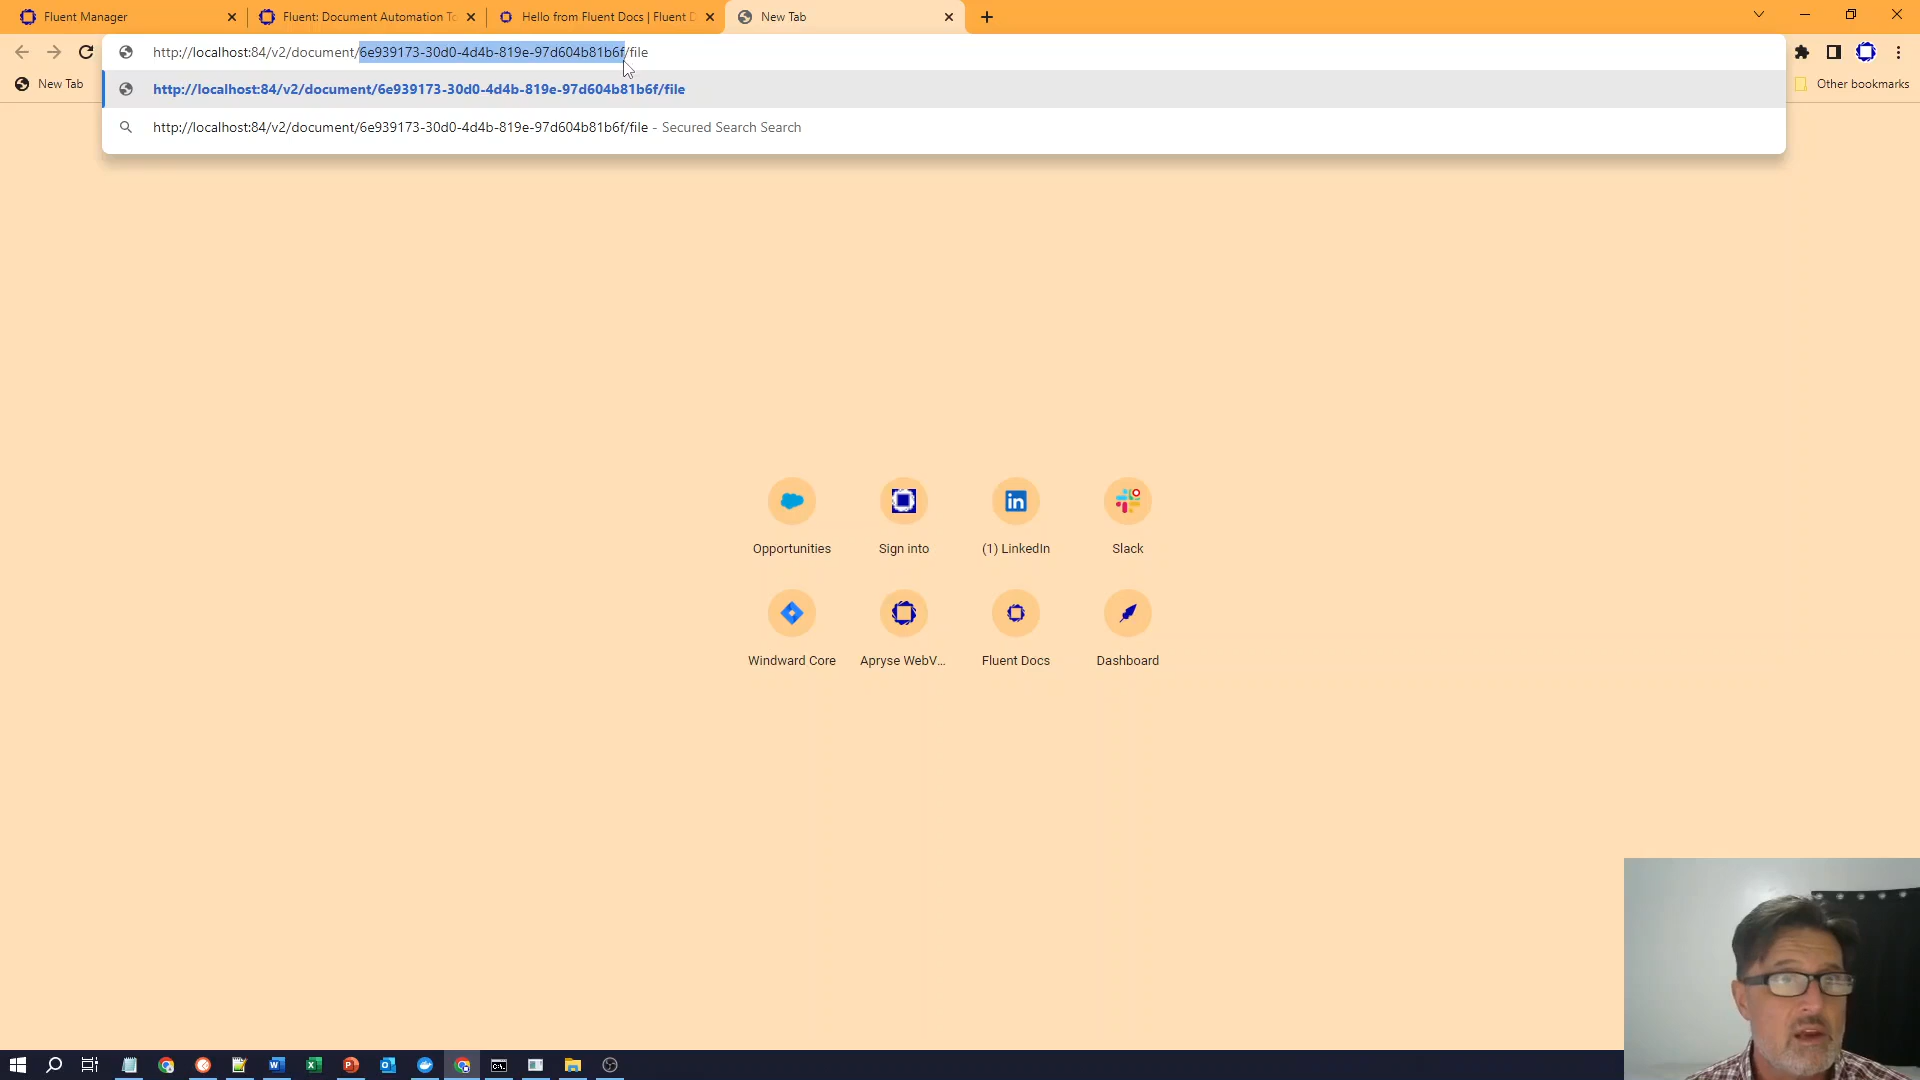 Fluent Manager
Fluent: Document Automation To
Hello from Fluent Docs | Fluent D
New Tab
http://localhost:84/v2/document/6e939173-30d0-4d4b-819e-97d604b81b6f/file
New Tab
Other bookmarks
http://localhost:84/v2/document/6e939173-30d0-4d4b-819e-97d604b81b6f/file
http://localhost:84/v2/document/6e939173-30d0-4d4b-819e-97d604b81b6f/file - Secured Search Search
Opportunities
Sign into
(1) LinkedIn
Slack
Windward Core
Apryse WebV...
Fluent Docs
Dashboard